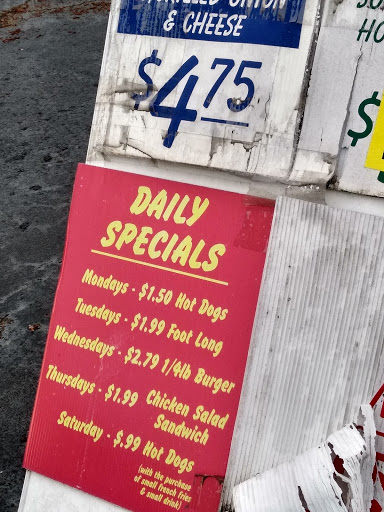 & CHEESE
$4.75
$
DAILY
SPECIALS
Mondays - $1.50 Hot Dogs
Tuesdays - $1.99 Foot Long
Wednesdays - $2.79 1/4lb Burger
Thursdays - $1.99 Chicken Salad
Sandwich
Saturday - $.99 Hot Dogs
(with the purchase
of small french fries
& small drink)